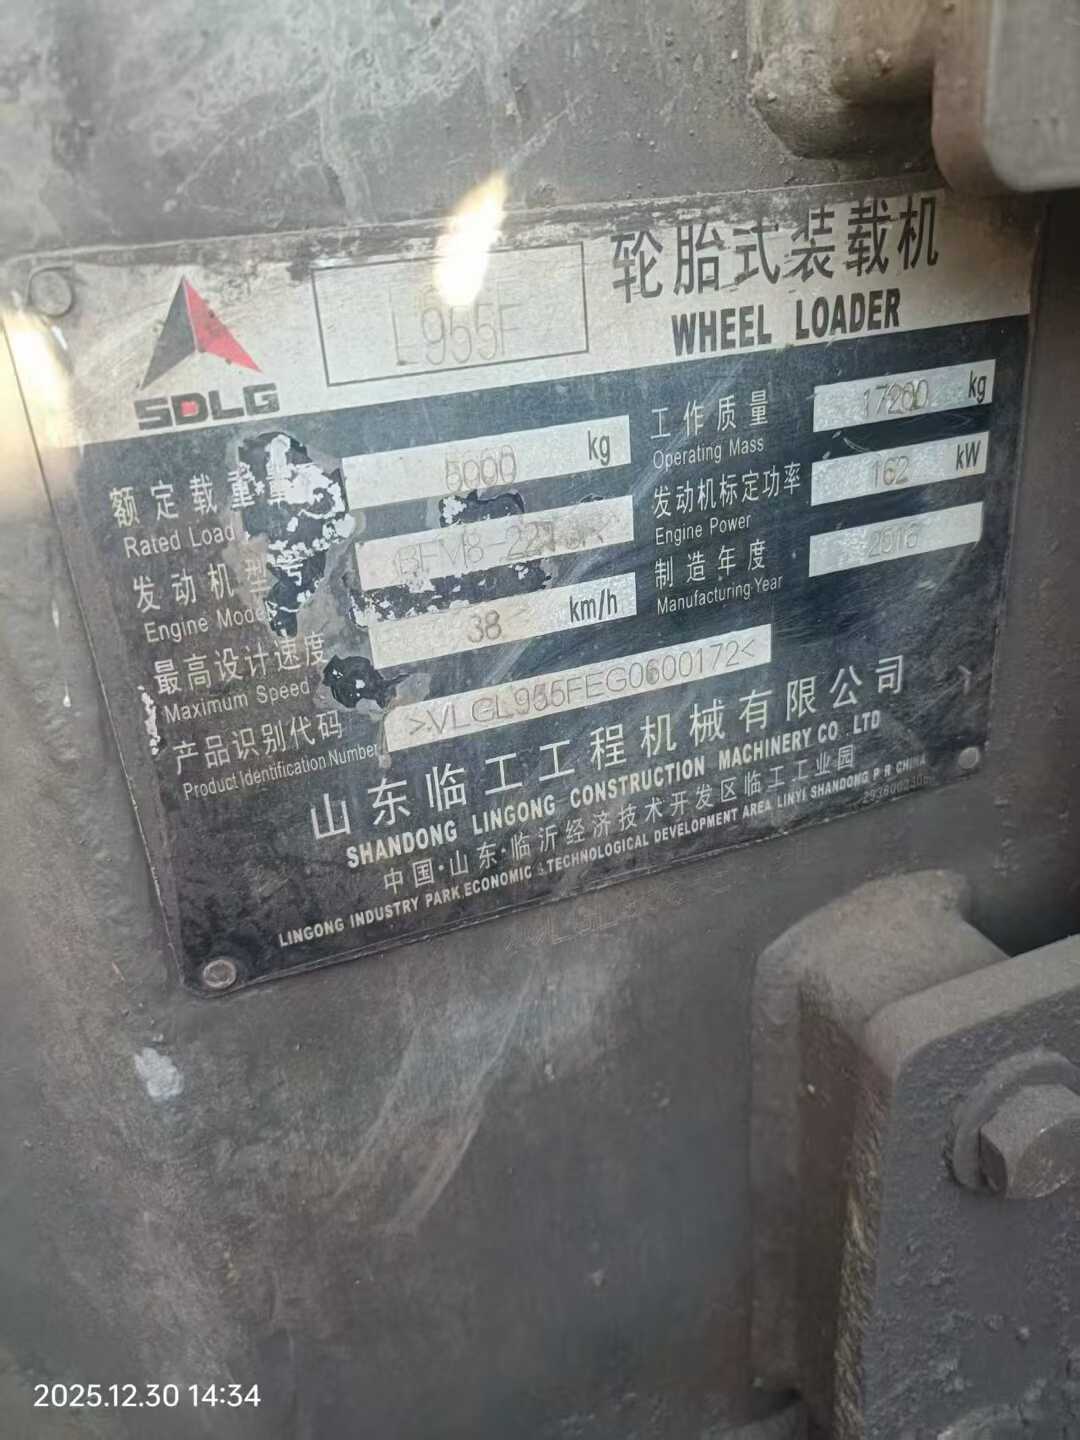 SDLG
L955F
轮胎式装载机
WHEEL LOADER
额定载重量 5000 kg
Rated Load
工作质量 17200 kg
Operating Mass
发动机型号
Engine Model
发动机标定功率 162 kW
Engine Power
最高设计速度 38 km/h
Maximum Speed
制造年度 2016
Manufacturing Year
产品识别代码 >VLGL955FEG0600172<
Product Identification Number
山东临工工程机械有限公司
SHANDONG LINGONG CONSTRUCTION MACHINERY CO. LTD
中国·山东·临沂经济技术开发区临工工业园
LINGONG INDUSTRY PARK,ECONOMIC & TECHNOLOGICAL DEVELOPMENT AREA LINYI SHANDONG P R CHINA
2025.12.30 14:34